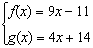 f(x) = 9x − 11
g(x) = 4x + 14